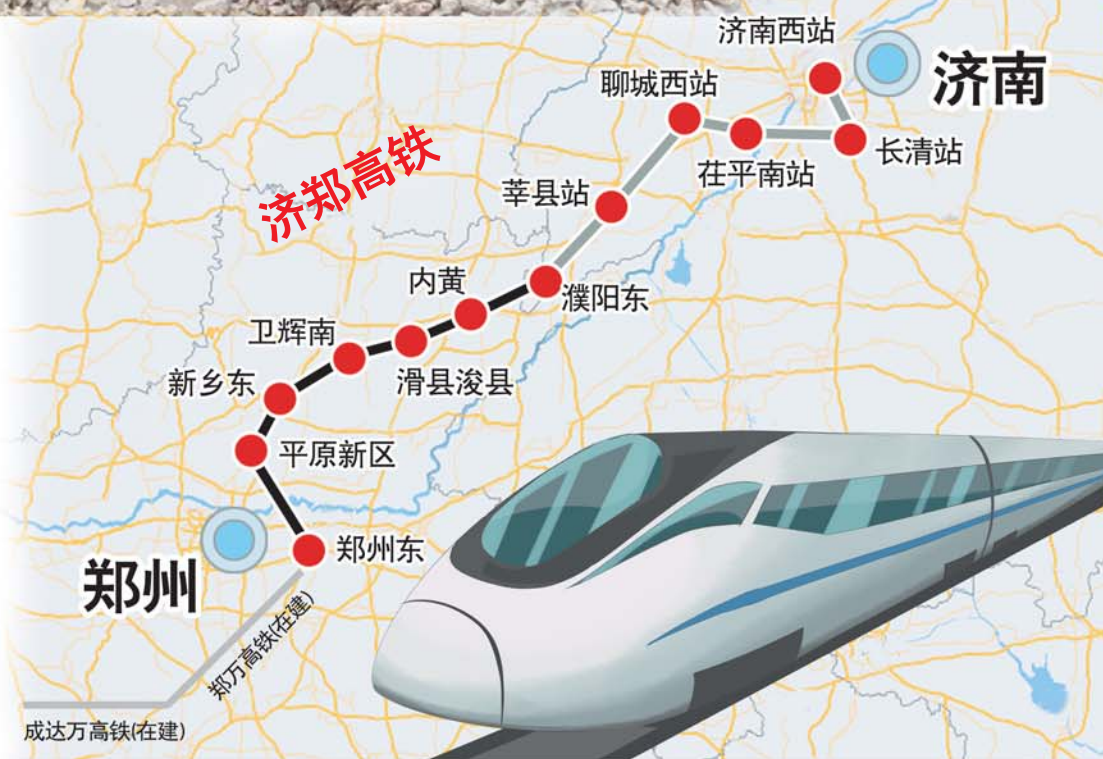 济南西站
济南
聊城西站
长清站
茌平南站
济郑高铁
莘县站
内黄
濮阳东
卫辉南
滑县浚县
新乡东
平原新区
郑州东
郑州
郑万高铁(在建)
成达万高铁(在建)